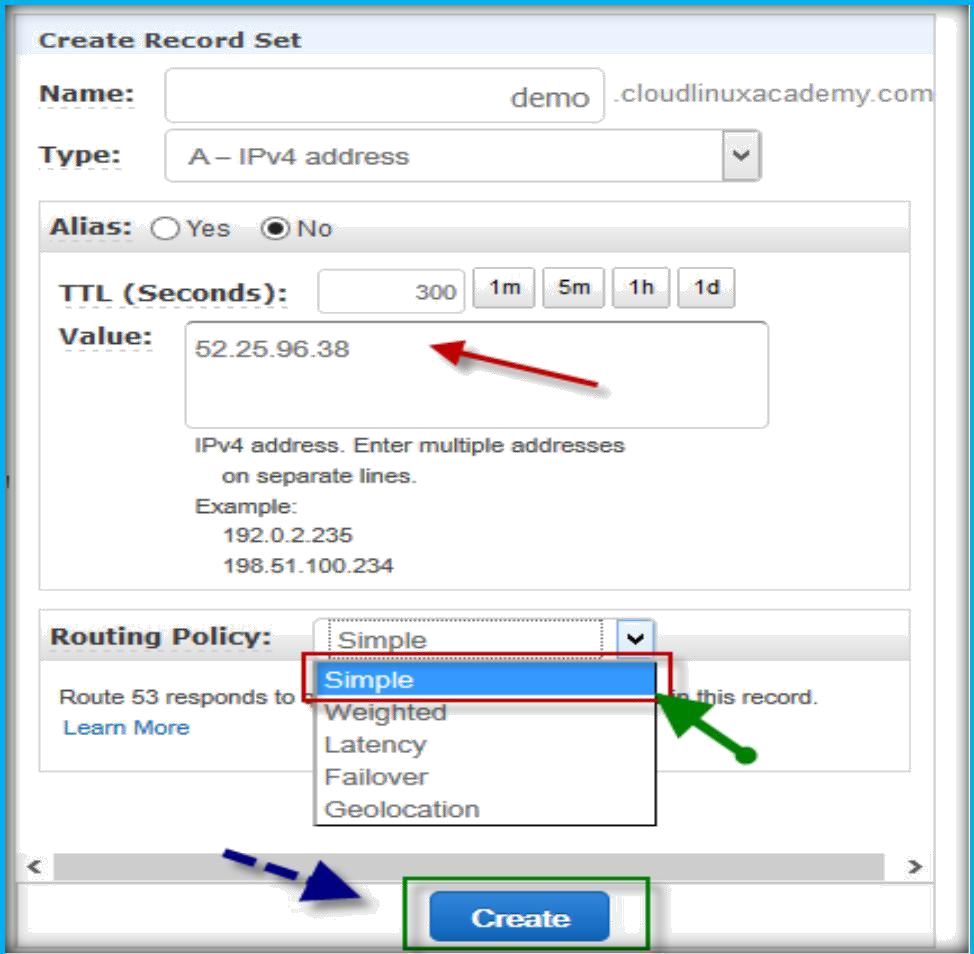 Create Record Set
Name: demo .cloudlinuxacademy.com
Type: A – IPv4 address
Alias: Yes No
TTL (Seconds): 300 1m 5m 1h 1d
Value: 52.25.96.38
IPv4 address. Enter multiple addresses
on separate lines.
Example:
192.0.2.235
198.51.100.234
Routing Policy: Simple
Simple
Route 53 responds to in this record.
Weighted
Learn More
Latency
Failover
Geolocation
Create